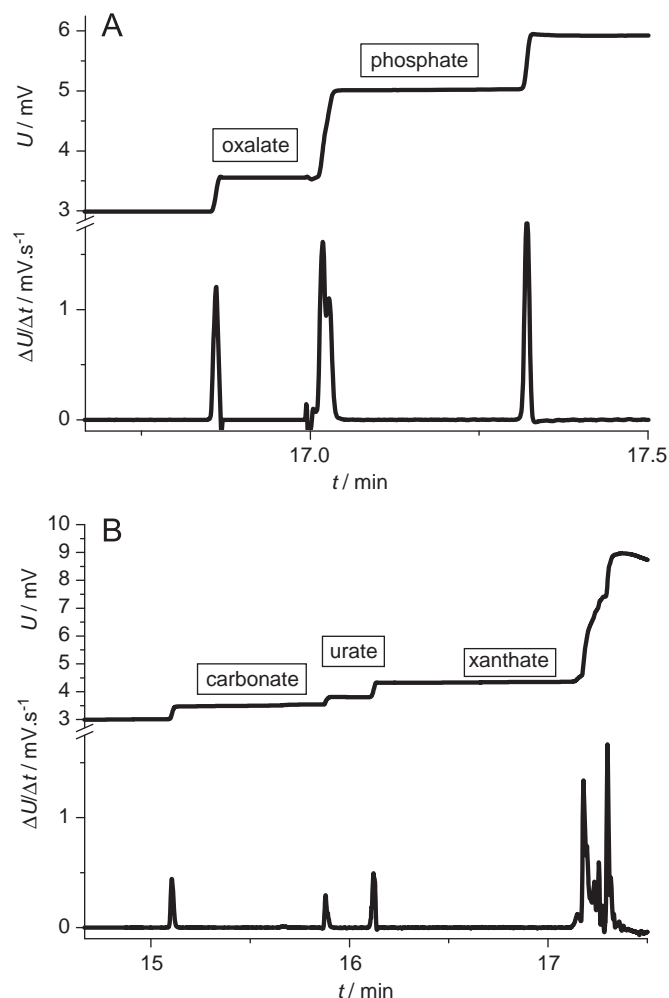 A
6
5
4
3
U / mV
oxalate
phosphate
1
0
ΔU/Δt / mV.s⁻¹
17.0
17.5
t / min
B
10
9
8
7
6
5
4
3
U / mV
carbonate
urate
xanthate
1
0
ΔU/Δt / mV.s⁻¹
15
16
17
t / min